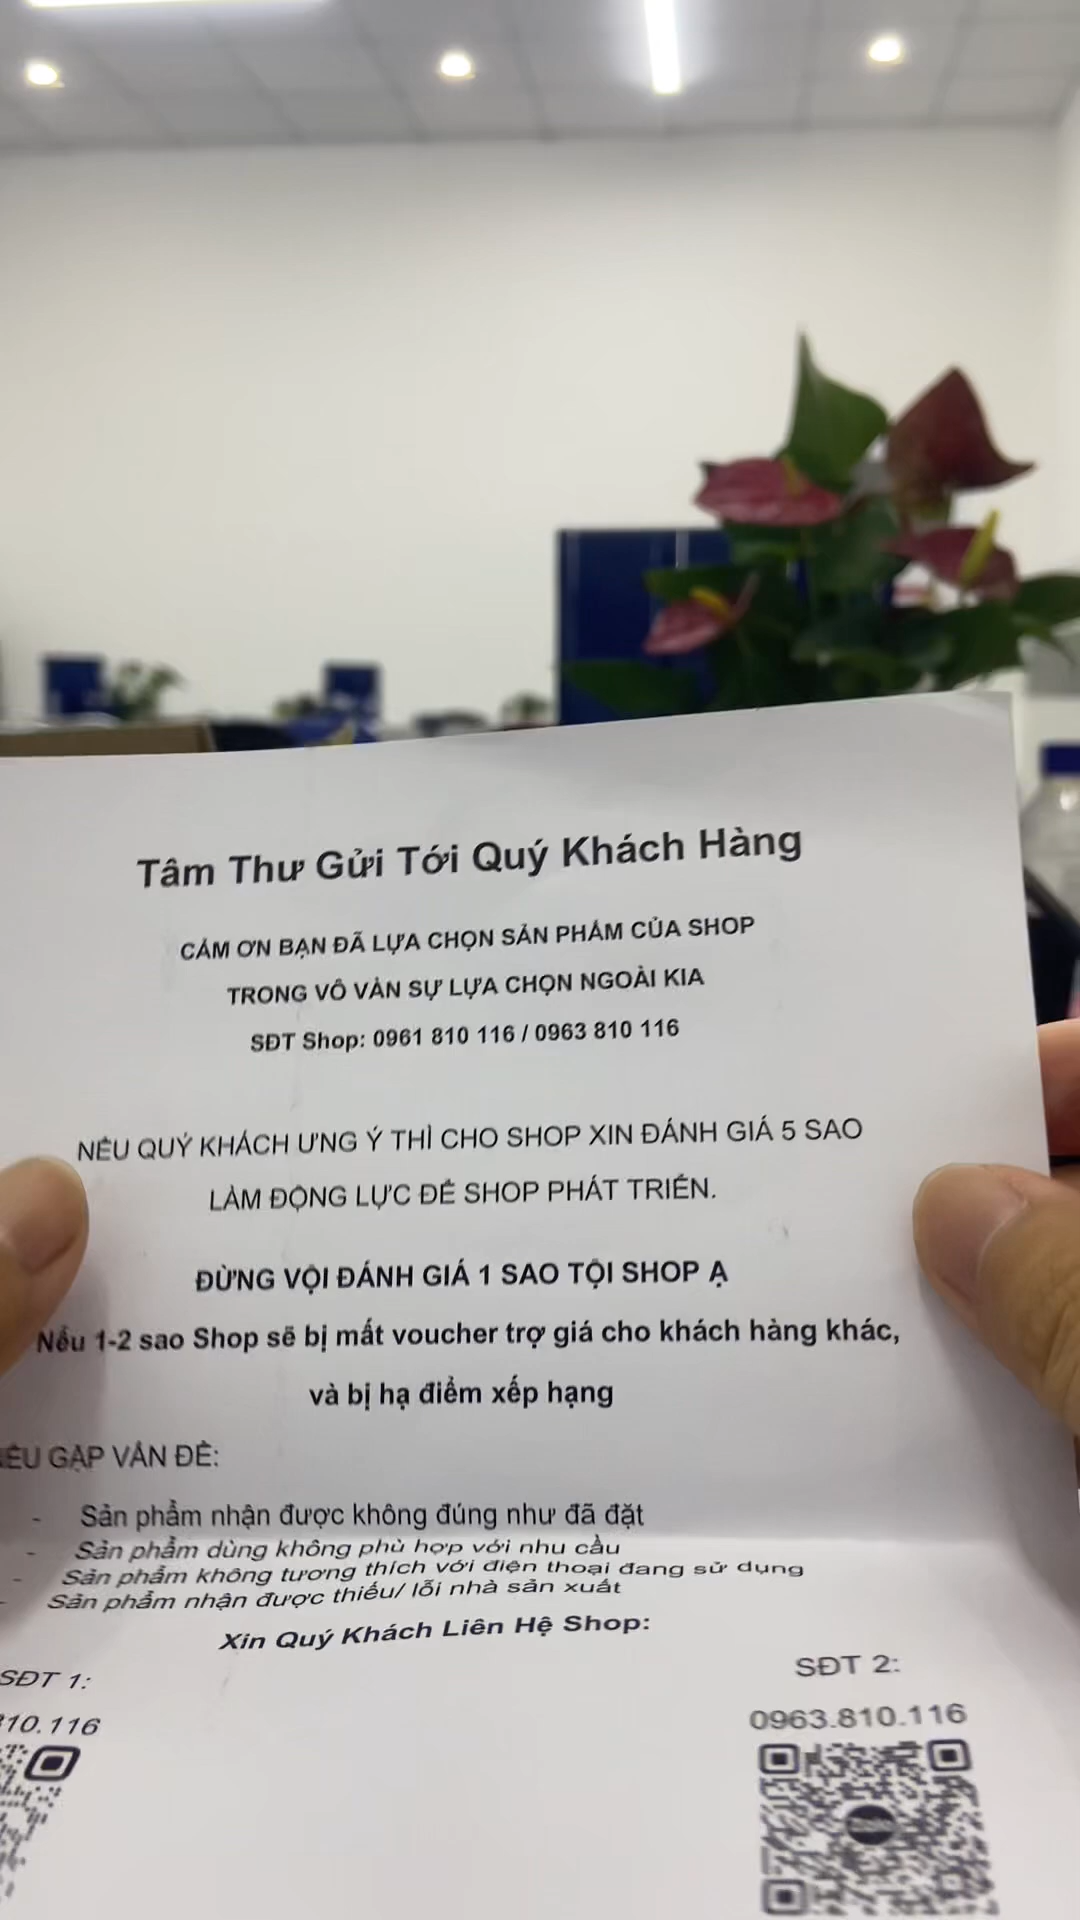 Tâm Thư Gửi Tới Quý Khách Hàng
CẢM ƠN BẠN ĐÃ LỰA CHỌN SẢN PHẨM CỦA SHOP
TRONG VÔ VÀN SỰ LỰA CHỌN NGOÀI KIA
SĐT Shop: 0961 810 116 / 0963 810 116
NẾU QUÝ KHÁCH ƯNG Ý THÌ CHO SHOP XIN ĐÁNH GIÁ 5 SAO
LÀM ĐỘNG LỰC ĐỂ SHOP PHÁT TRIỂN.
ĐỪNG VỘI ĐÁNH GIÁ 1 SAO TỘI SHOP Ạ
Nếu 1-2 sao Shop sẽ bị mất voucher trợ giá cho khách hàng khác,
và bị hạ điểm xếp hạng
ẾU GẶP VẤN ĐỀ:
- Sản phẩm nhận được không đúng như đã đặt
- Sản phẩm dùng không phù hợp với nhu cầu
- Sản phẩm không tương thích với điện thoại đang sử dụng
- Sản phẩm nhận được thiếu/ lỗi nhà sản xuất
Xin Quý Khách Liên Hệ Shop:
SĐT 1:
10.116
SĐT 2:
0963.810.116